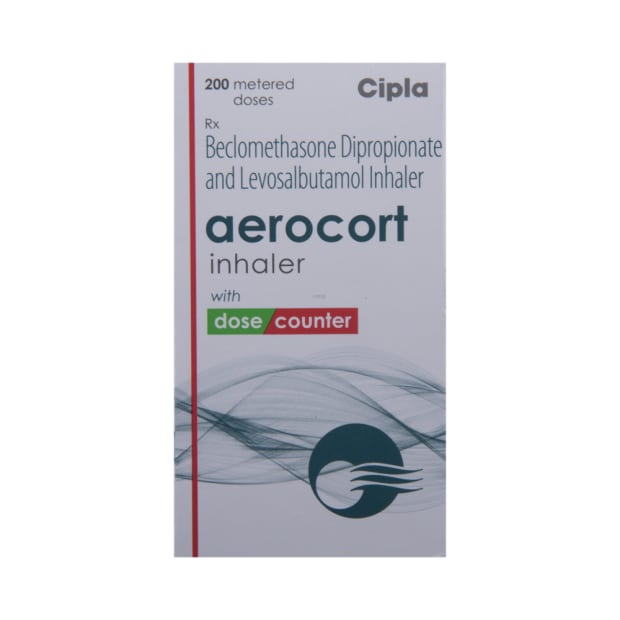 200 metered
doses
Cipla
Rx
Beclomethasone Dipropionate
and Levosalbutamol Inhaler
aerocort
inhaler
with
dose/counter